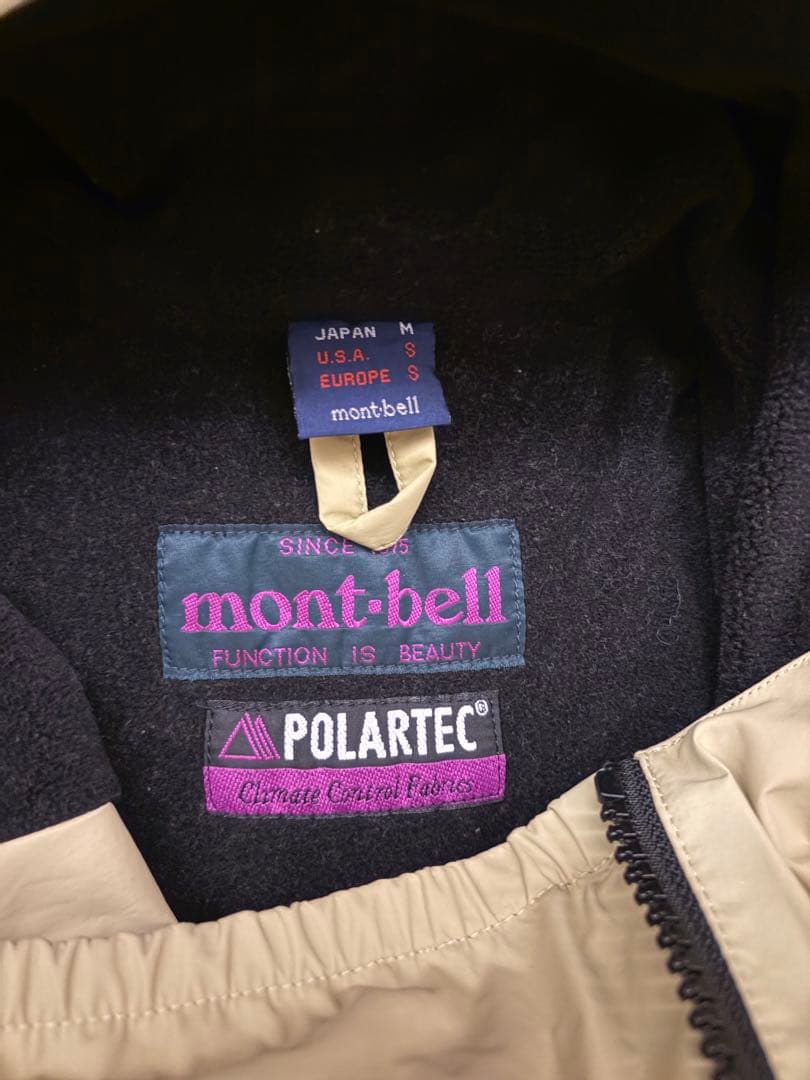 JAPAN M
U.S.A. S
EUROPE S
mont-bell
SINCE
mont-bell
FUNCTION IS BEAUTY
POLARTEC®
Climate Control Fabrics